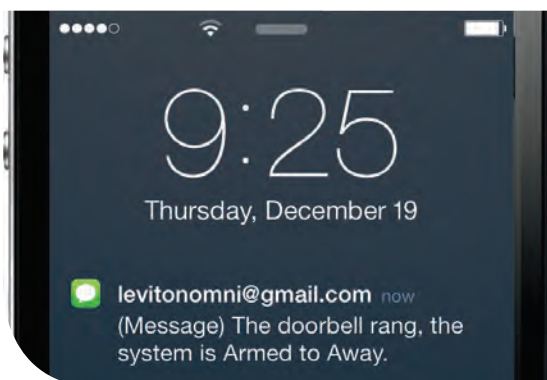 9:25
Thursday, December 19
levitonomni@gmail.com now
(Message) The doorbell rang, the
system is Armed to Away.